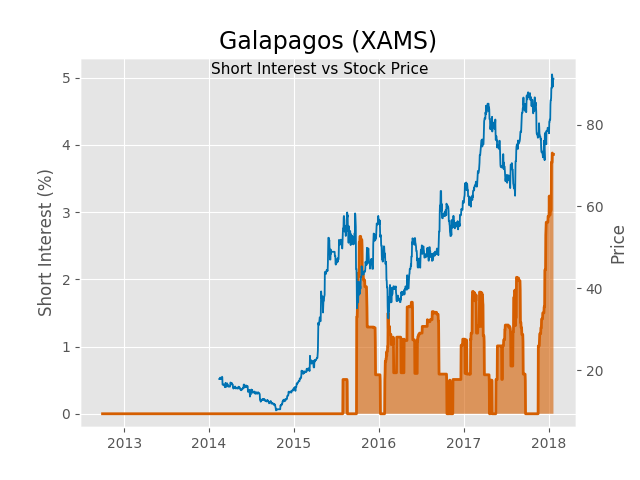 Galapagos (XAMS)
Short Interest vs Stock Price
Short Interest (%)
5
4
3
2
1
0
80
60
40
20
Price
2013 2014 2015 2016 2017 2018